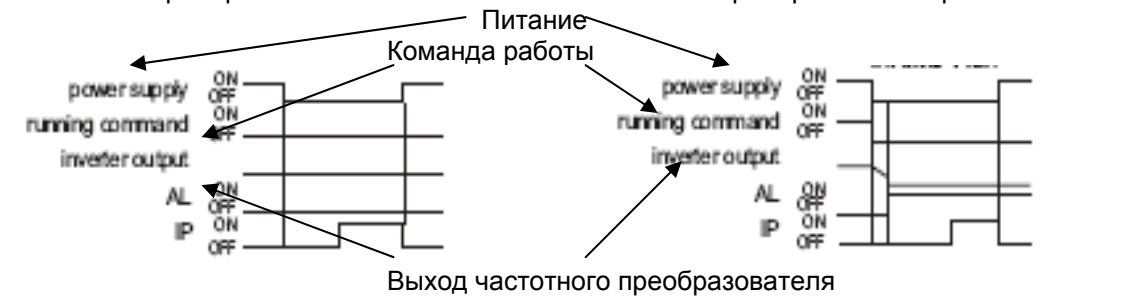 Питание
Команда работы
power supply ON
OFF
running command ON
OFF
inverter output
AL ON
OFF
IP ON
OFF
power supply ON
OFF
running command ON
OFF
inverter output
AL ON
OFF
IP ON
OFF
Выход частотного преобразователя